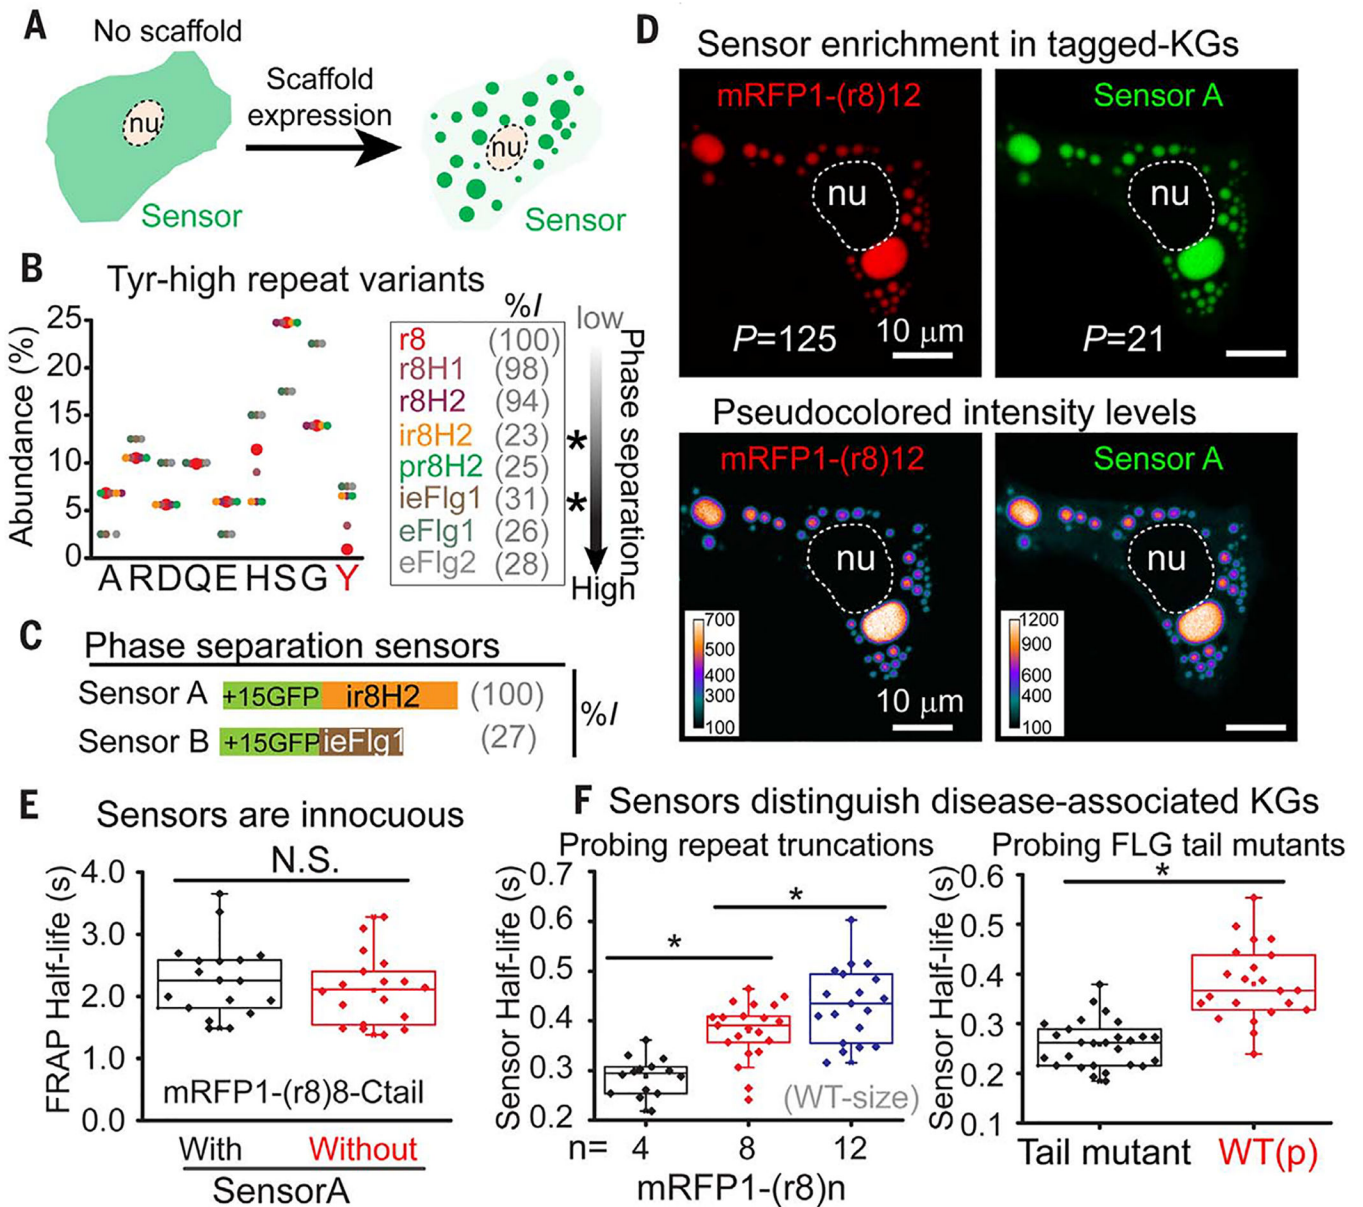 A
No scaffold
nu
Scaffold
expression
nu
Sensor
Sensor
B
Tyr-high repeat variants
Abundance (%)
25
20
15
10
5
0
A R D Q E H S G Y
%I
r8 (100)
r8H1 (98)
r8H2 (94)
ir8H2 (23) *
pr8H2 (25)
ieFlg1 (31) *
eFlg1 (26)
eFlg2 (28)
low
Phase separation
High
C
Phase separation sensors
Sensor A +15GFP ir8H2 (100)
Sensor B +15GFP ieFlg1 (27)
%I
D
Sensor enrichment in tagged-KGs
mRFP1-(r8)12
nu
P=125
10 μm
Sensor A
nu
P=21
Pseudocolored intensity levels
mRFP1-(r8)12
nu
700
500
400
300
100
10 μm
Sensor A
nu
1200
900
600
400
100
E
Sensors are innocuous
N.S.
FRAP Half-life (s)
4.0
3.0
2.0
1.0
0.0
mRFP1-(r8)8-Ctail
With Without
SensorA
F
Sensors distinguish disease-associated KGs
Probing repeat truncations
Sensor Half-life (s)
0.7
0.6
0.5
0.4
0.3
0.2
*
*
(WT-size)
n= 4 8 12
mRFP1-(r8)n
Probing FLG tail mutants
Sensor Half-life (s)
0.6
0.5
0.4
0.3
0.2
0.1
*
Tail mutant WT(p)